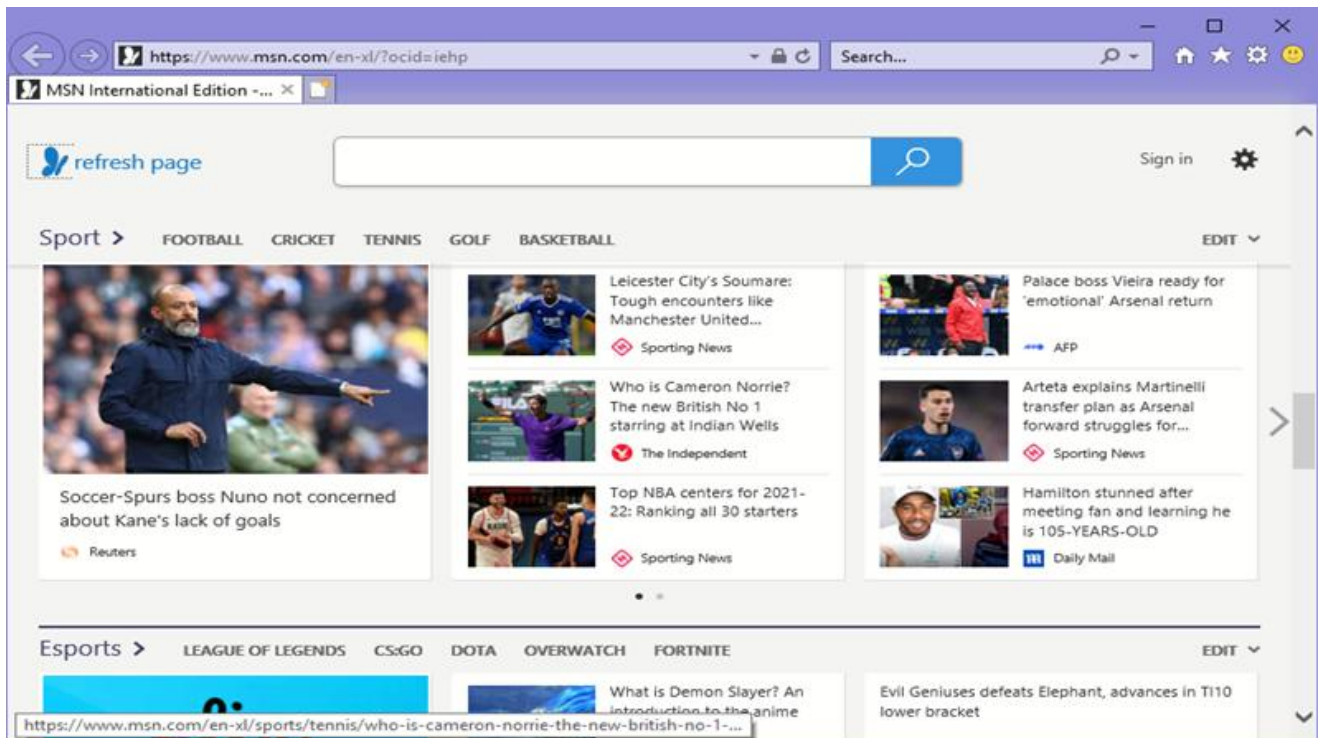 https://www.msn.com/en-xl/?ocid=iehp
Search...
MSN International Edition -...
refresh page
Sign in
Sport
FOOTBALL CRICKET TENNIS GOLF BASKETBALL
EDIT
Soccer-Spurs boss Nuno not concerned
about Kane's lack of goals
Reuters
Leicester City's Soumare:
Tough encounters like
Manchester United...
Sporting News
Who is Cameron Norrie?
The new British No 1
starring at Indian Wells
The Independent
Top NBA centers for 2021-
22: Ranking all 30 starters
Sporting News
Palace boss Vieira ready for
'emotional' Arsenal return
AFP
Arteta explains Martinelli
transfer plan as Arsenal
forward struggles for...
Sporting News
Hamilton stunned after
meeting fan and learning he
is 105-YEARS-OLD
Daily Mail
Esports
LEAGUE OF LEGENDS CS:GO DOTA OVERWATCH FORTNITE
EDIT
What is Demon Slayer? An
introduction to the anime
Evil Geniuses defeats Elephant, advances in TI10
lower bracket
https://www.msn.com/en-xl/sports/tennis/who-is-cameron-norrie-the-new-british-no-1-...